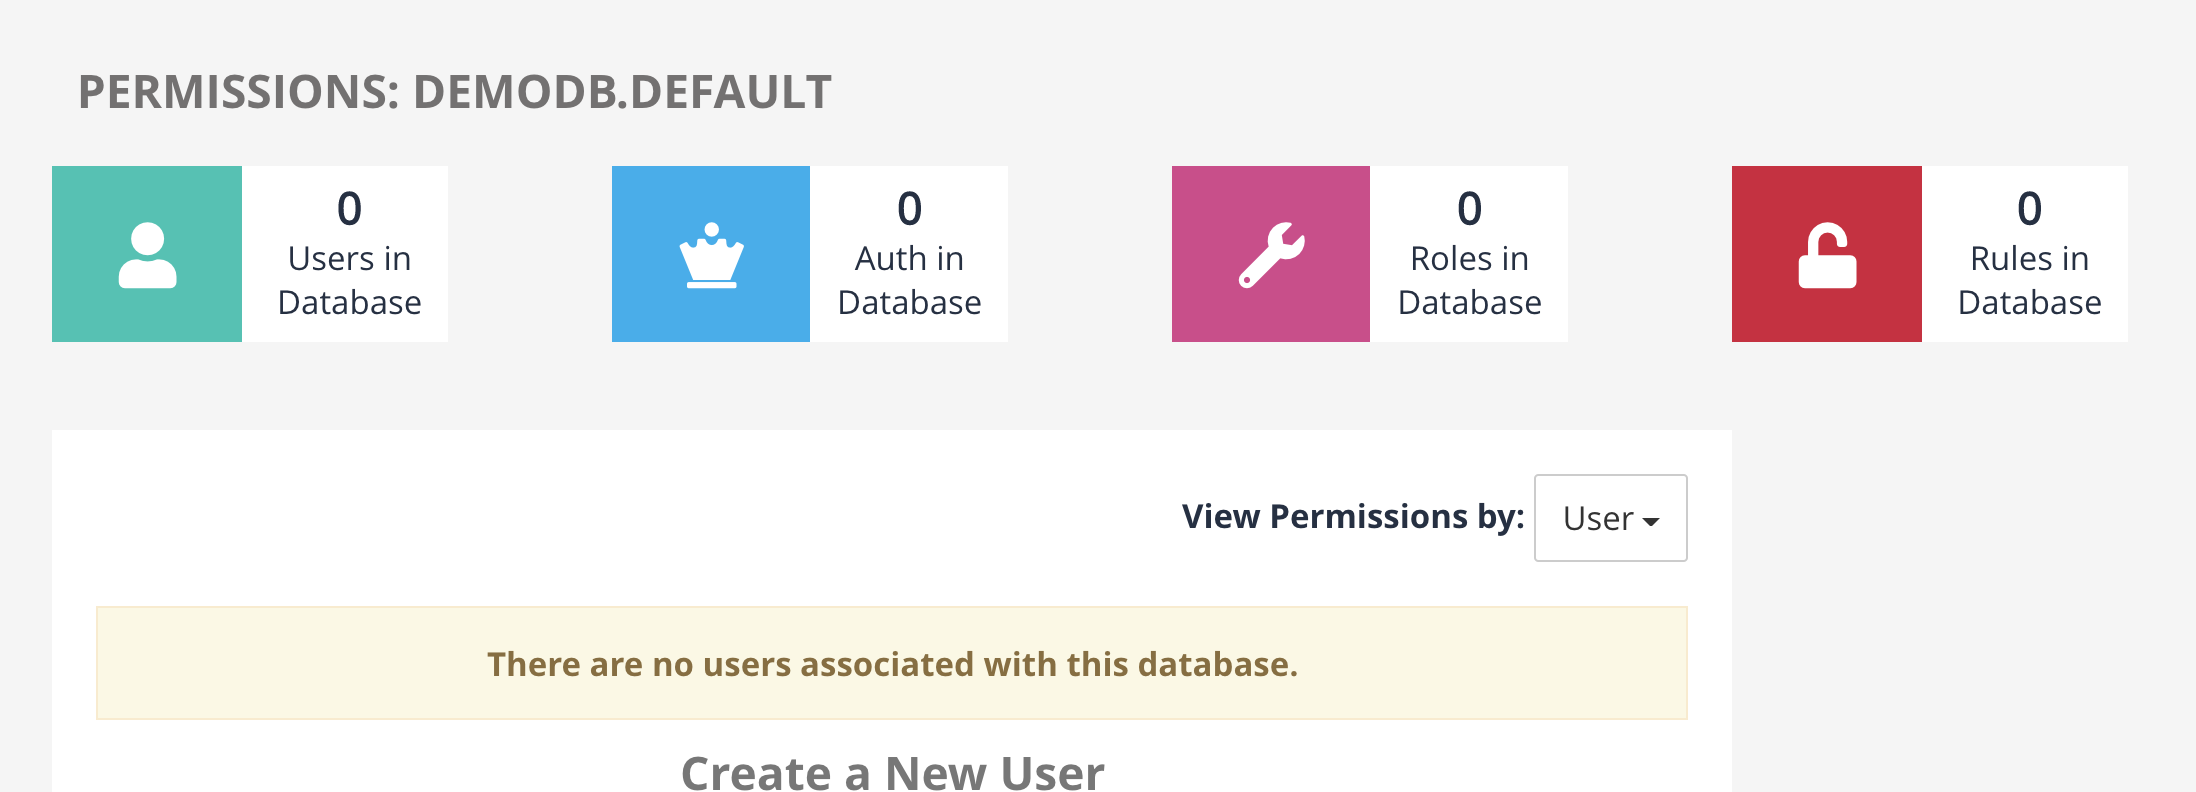 PERMISSIONS: DEMODB.DEFAULT
0
Users in
Database
0
Auth in
Database
0
Roles in
Database
0
Rules in
Database
View Permissions by: User
There are no users associated with this database.
Create a New User